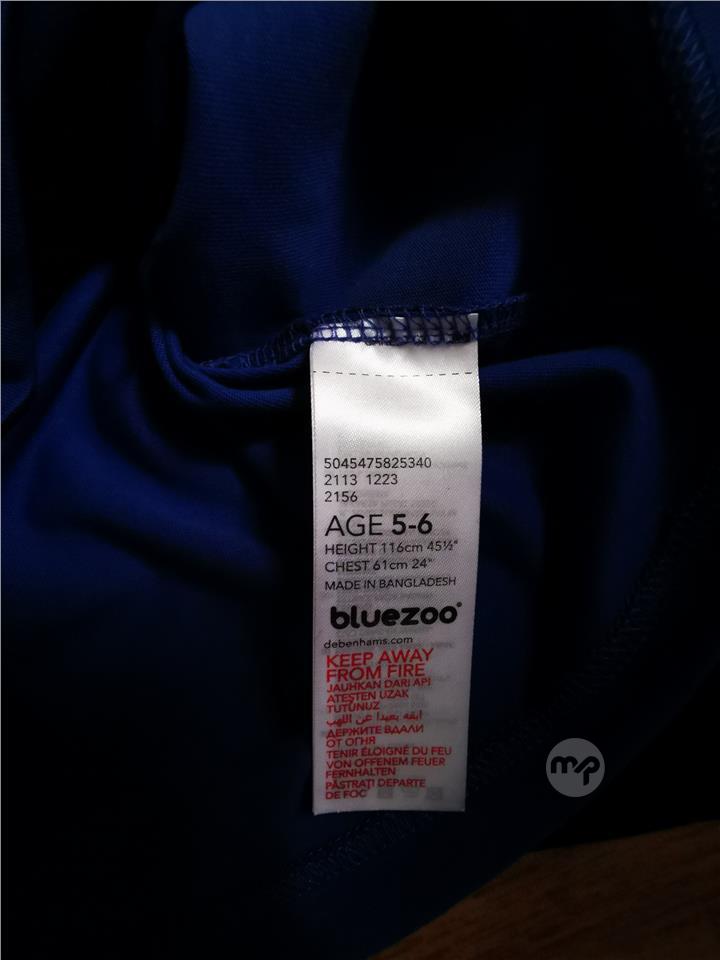 5045475825340
2113 1223
2156
AGE 5-6
HEIGHT 116cm 45½"
CHEST 61cm 24"
MADE IN BANGLADESH
bluezoo®
debenhams.com
KEEP AWAY
FROM FIRE
JAUHKAN DARI API
ATEŞTEN UZAK
TUTUNUZ
ابقه بعيدا عن اللهب
ДЕРЖИТЕ ВДАЛИ
ОТ ОГНЯ
TENIR ÉLOIGNÉ DU FEU
VON OFFENEM FEUER
FERNHALTEN
PĂSTRAŢI DEPARTE
DE FOC
mp